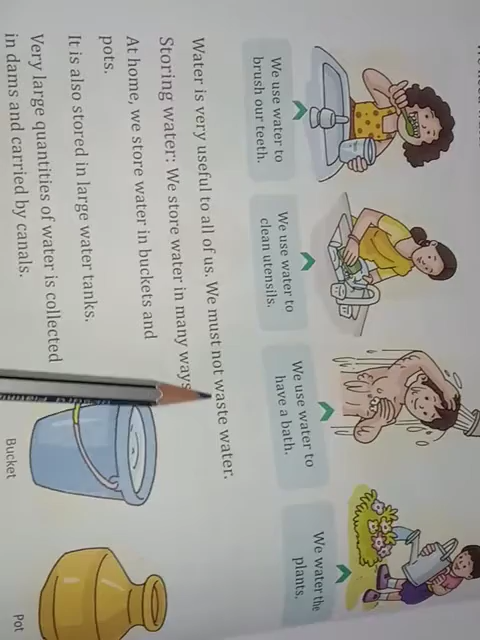 We use water to
brush our teeth.
We use water to
clean utensils.
We use water to
have a bath.
We water the
plants.
Water is very useful to all of us. We must not waste water.
Storing water: We store water in many ways
At home, we store water in buckets and
pots.
It is also stored in large water tanks.
Very large quantities of water is collected
in dams and carried by canals.
Bucket
Pot